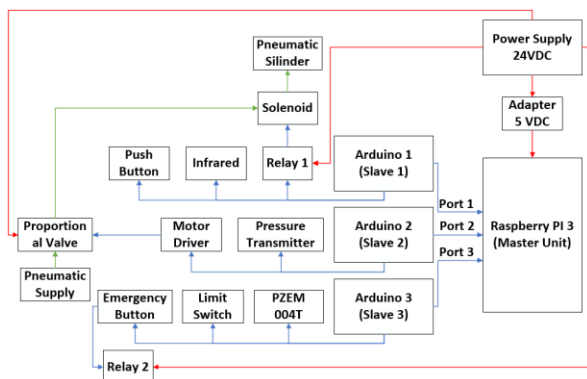 Power Supply
24VDC
Pneumatic
Silinder
Adapter
5 VDC
Solenoid
Push
Button
Infrared
Relay 1
Arduino 1
(Slave 1)
Port 1
Raspberry PI 3
(Master Unit)
Proportion
al Valve
Motor
Driver
Pressure
Transmitter
Arduino 2
(Slave 2)
Port 2
Port 3
Pneumatic
Supply
Emergency
Button
Limit
Switch
PZEM
004T
Arduino 3
(Slave 3)
Relay 2